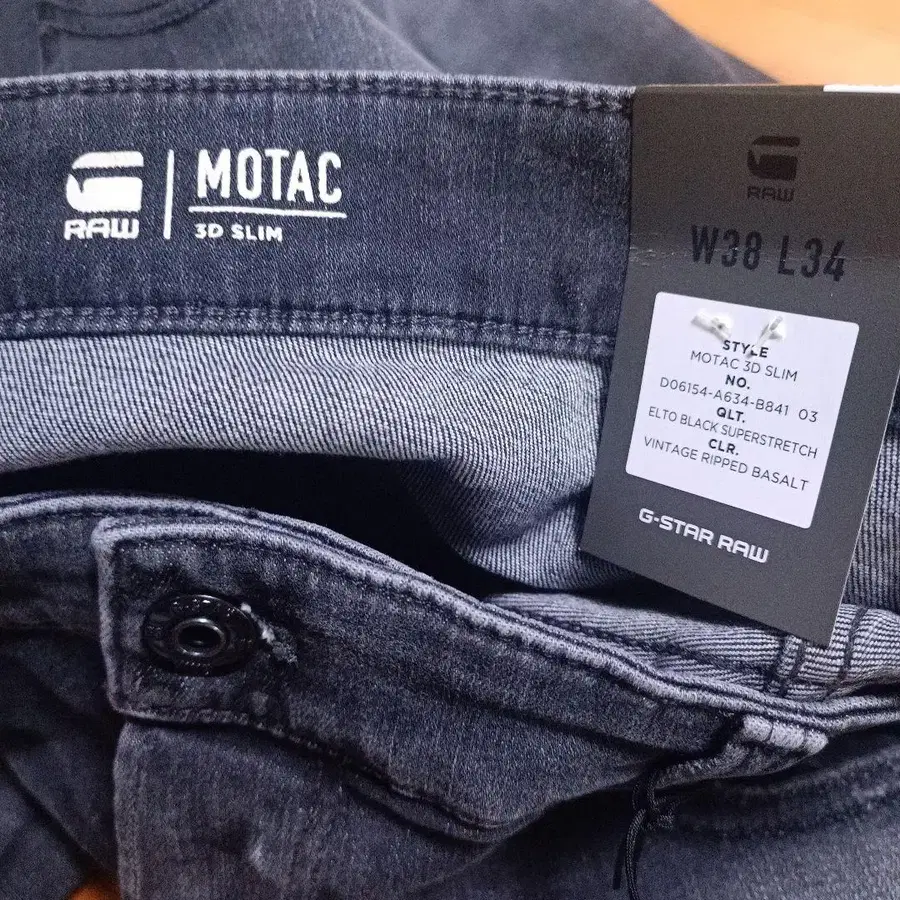 RAW
MOTAC
3D SLIM
RAW
W38 L34
STYLE
MOTAC 3D SLIM
NO.
D06154-A634-B841 03
QLT.
ELTO BLACK SUPERSTRETCH
CLR.
VINTAGE RIPPED BASALT
G-STAR RAW